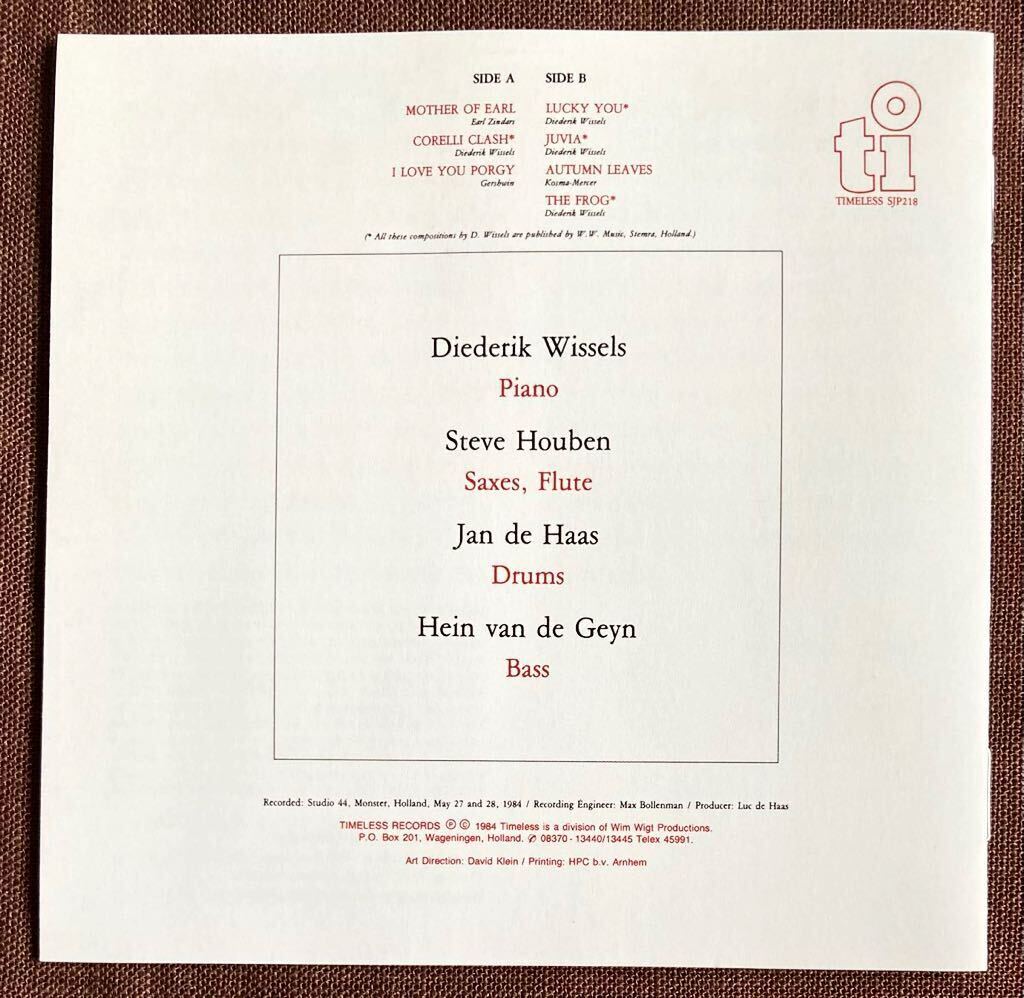 SIDE A
MOTHER OF EARL
Earl Zindars
CORELLI CLASH*
Diederik Wissels
I LOVE YOU PORGY
Gershwin
SIDE B
LUCKY YOU*
Diederik Wissels
JUVIA*
Diederik Wissels
AUTUMN LEAVES
Kosma-Mercer
THE FROG*
Diederik Wissels
(* All these compositions by D. Wissels are published by W.W. Music, Stemra, Holland.)
ti
TIMELESS SJP218
Diederik Wissels
Piano
Steve Houben
Saxes, Flute
Jan de Haas
Drums
Hein van de Geyn
Bass
Recorded: Studio 44, Monster, Holland, May 27 and 28, 1984 / Recording Engineer: Max Bolleman / Producer: Luc de Haas
TIMELESS RECORDS ℗ © 1984 Timeless is a division of Wim Wigt Productions.
P.O. Box 201, Wageningen, Holland. ✆ 08370-13440/13445 Telex 45991.
Art Direction: David Klein / Printing: HPC b.v. Arnhem